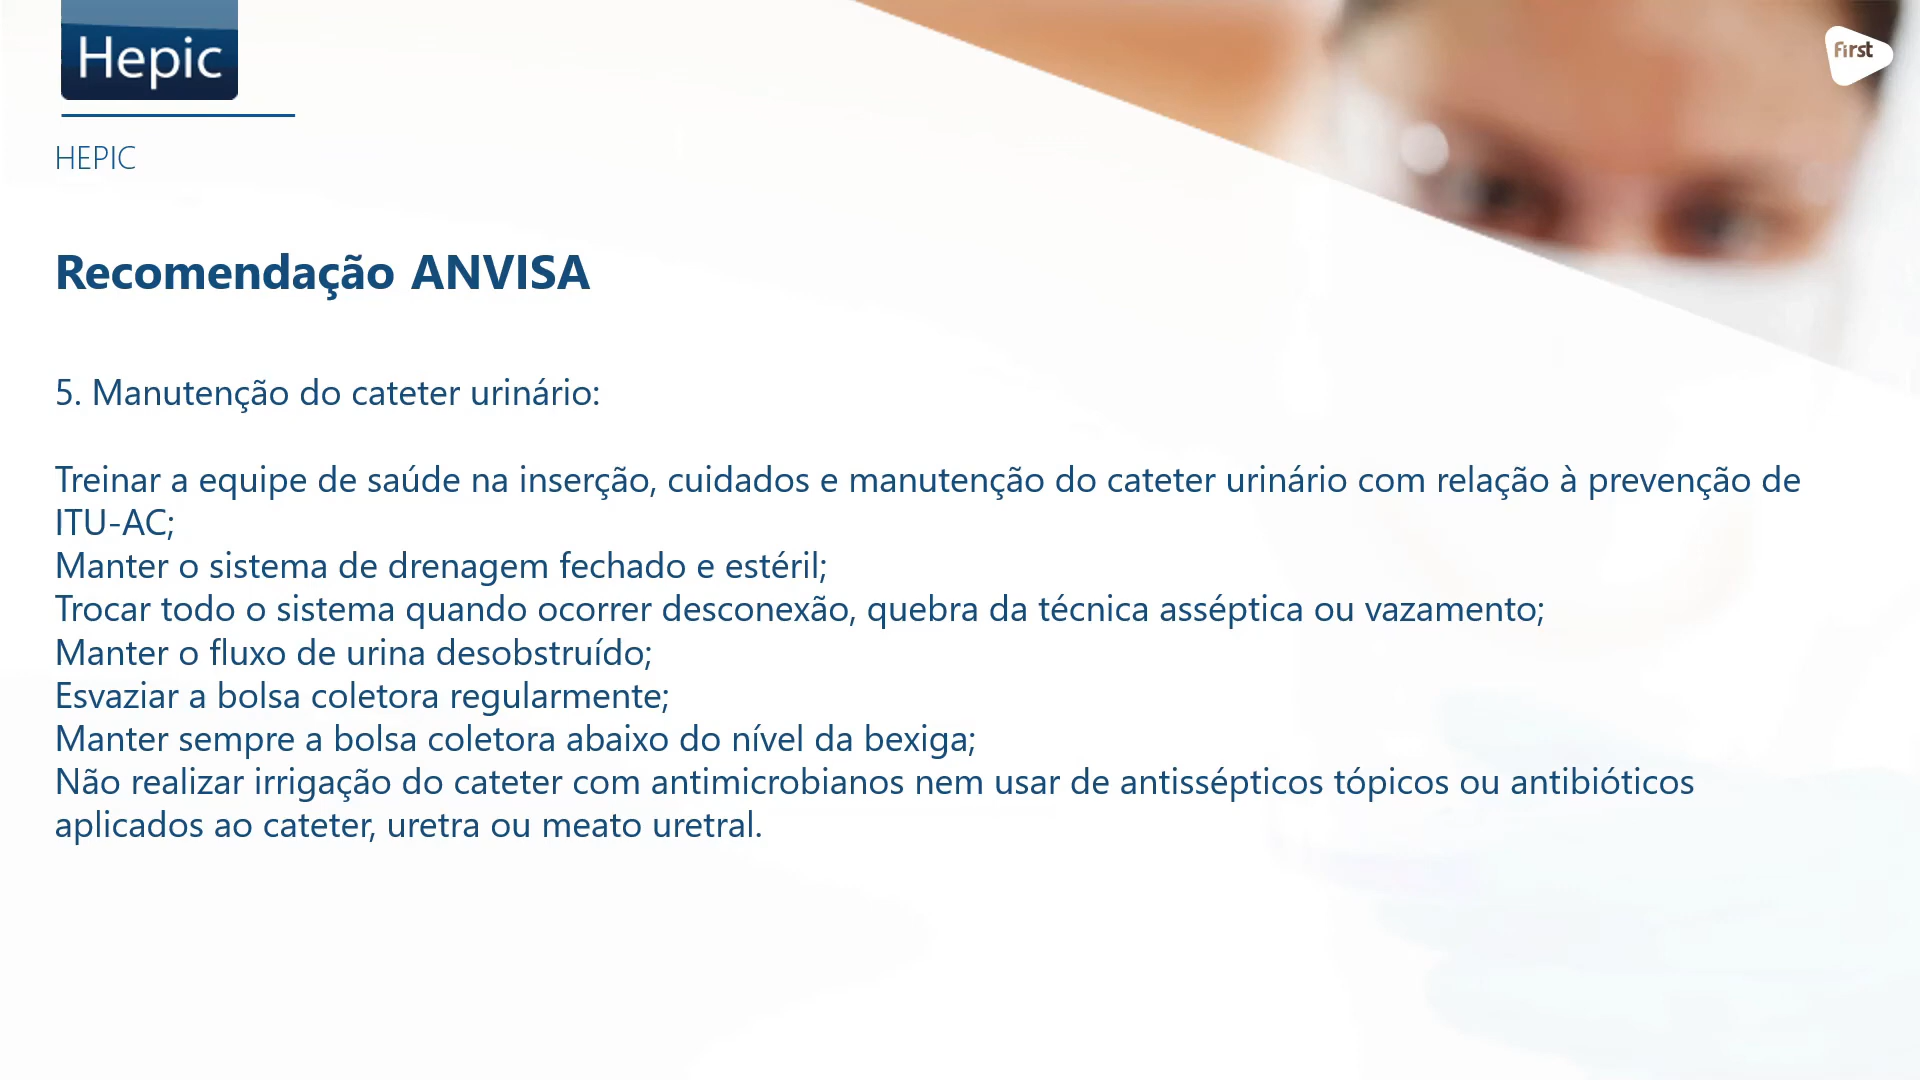 Hepic
First
HEPIC
Recomendação ANVISA
5. Manutenção do cateter urinário:
Treinar a equipe de saúde na inserção, cuidados e manutenção do cateter urinário com relação à prevenção de
ITU-AC;
Manter o sistema de drenagem fechado e estéril;
Trocar todo o sistema quando ocorrer desconexão, quebra da técnica asséptica ou vazamento;
Manter o fluxo de urina desobstruído;
Esvaziar a bolsa coletora regularmente;
Manter sempre a bolsa coletora abaixo do nível da bexiga;
Não realizar irrigação do cateter com antimicrobianos nem usar de antissépticos tópicos ou antibióticos
aplicados ao cateter, uretra ou meato uretral.